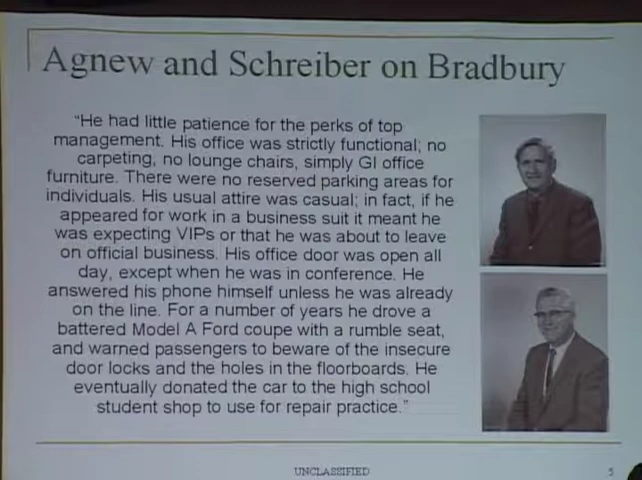 Agnew and Schreiber on Bradbury
“He had little patience for the perks of top
management. His office was strictly functional; no
carpeting, no lounge chairs, simply GI office
furniture. There were no reserved parking areas for
individuals. His usual attire was casual; in fact, if he
appeared for work in a business suit it meant he
was expecting VIPs or that he was about to leave
on official business. His office door was open all
day, except when he was in conference. He
answered his phone himself unless he was already
on the line. For a number of years he drove a
battered Model A Ford coupe with a rumble seat,
and warned passengers to beware of the insecure
door locks and the holes in the floorboards. He
eventually donated the car to the high school
student shop to use for repair practice.”
UNCLASSIFIED
5